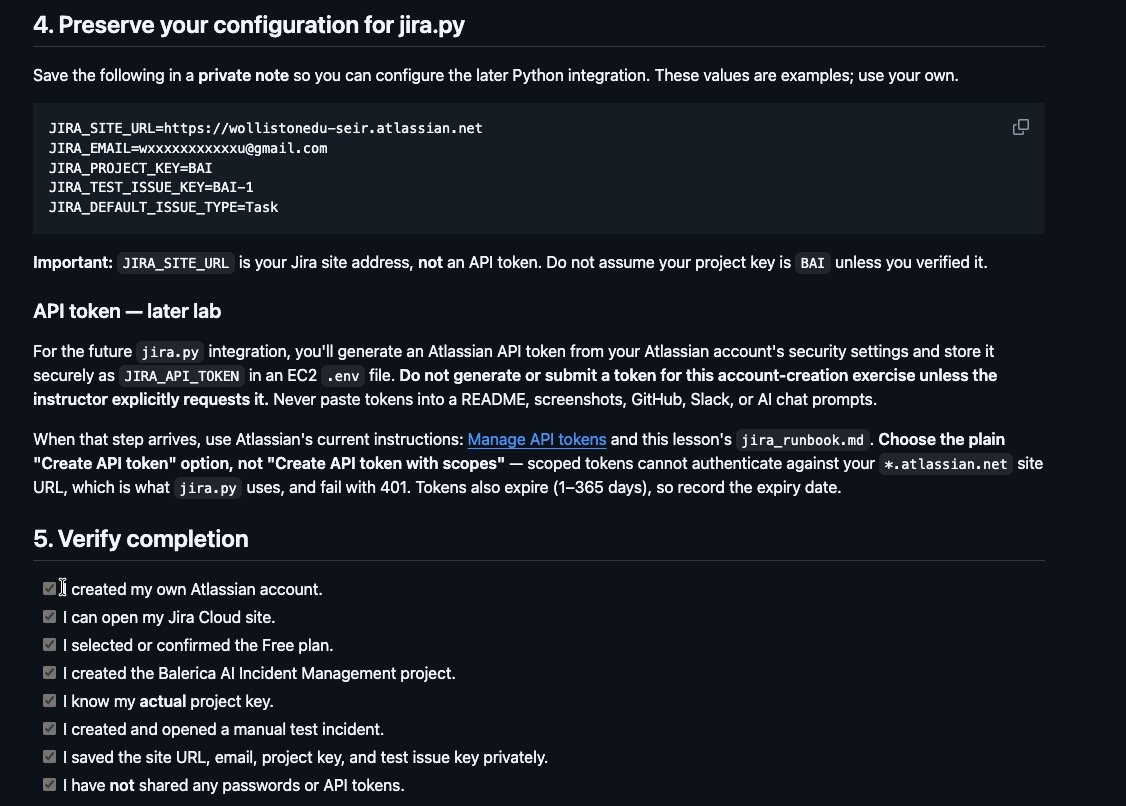 4. Preserve your configuration for jira.py
Save the following in a private note so you can configure the later Python integration. These values are examples; use your own.
JIRA_SITE_URL=https://wollistonedu-seir.atlassian.net
JIRA_EMAIL=wxxxxxxxxxxxu@gmail.com
JIRA_PROJECT_KEY=BAI
JIRA_TEST_ISSUE_KEY=BAI-1
JIRA_DEFAULT_ISSUE_TYPE=Task
Important: JIRA_SITE_URL is your Jira site address, not an API token. Do not assume your project key is BAI unless you verified it.
API token — later lab
For the future jira.py integration, you'll generate an Atlassian API token from your Atlassian account's security settings and store it
securely as JIRA_API_TOKEN in an EC2 .env file. Do not generate or submit a token for this account-creation exercise unless the
instructor explicitly requests it. Never paste tokens into a README, screenshots, GitHub, Slack, or AI chat prompts.
When that step arrives, use Atlassian's current instructions: Manage API tokens and this lesson's jira_runbook.md. Choose the plain
"Create API token" option, not "Create API token with scopes" — scoped tokens cannot authenticate against your *.atlassian.net site
URL, which is what jira.py uses, and fail with 401. Tokens also expire (1–365 days), so record the expiry date.
5. Verify completion
I created my own Atlassian account.
I can open my Jira Cloud site.
I selected or confirmed the Free plan.
I created the Balerica AI Incident Management project.
I know my actual project key.
I created and opened a manual test incident.
I saved the site URL, email, project key, and test issue key privately.
I have not shared any passwords or API tokens.